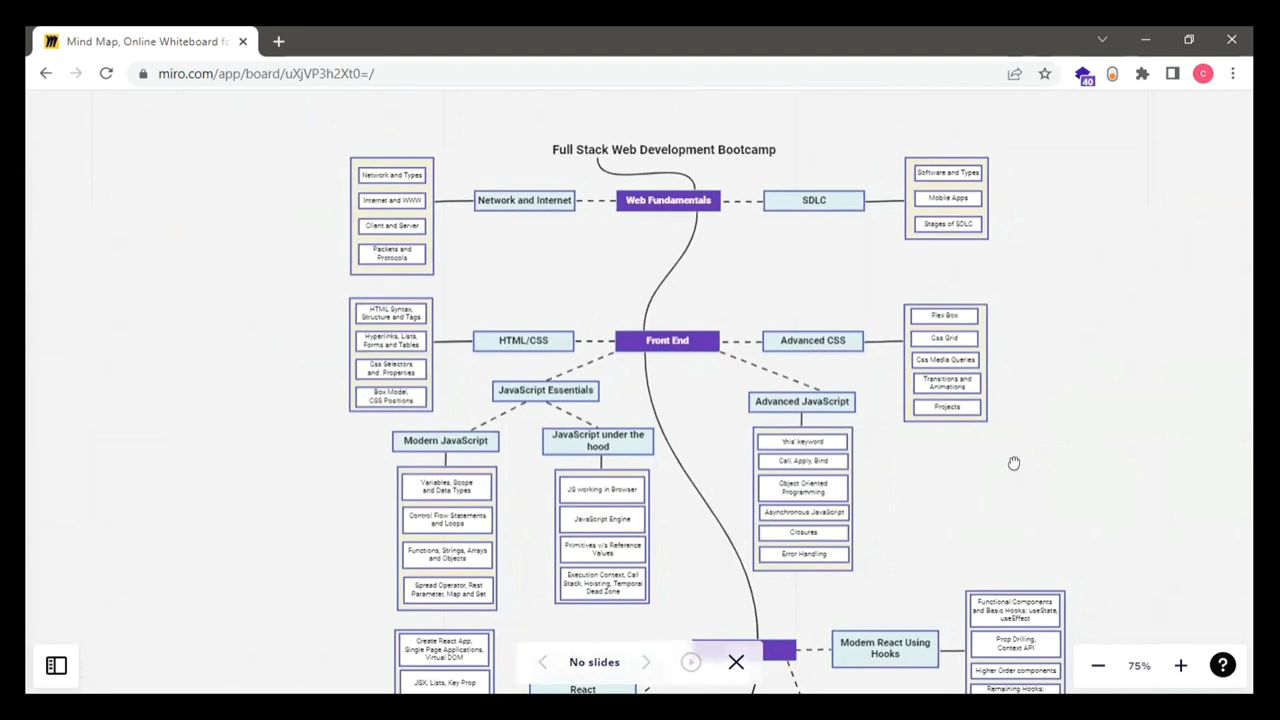 Mind Map, Online Whiteboard fo
miro.com/app/board/uXjVP3h2Xt0=/
40
C
Full Stack Web Development Bootcamp
Network and Types
Internet and WWW
Client and Server
Packets and
Protocols
Network and Internet
Web Fundamentals
SDLC
Software and Types
Mobile Apps
Stages of SDLC
HTML Syntax,
Structure and Tags
Hyperlinks, Lists,
Forms and Tables
Css Selectors
and Properties
Box Model,
CSS Positions
HTML/CSS
Front End
Advanced CSS
Flex Box
Css Grid
Css Media Queries
Transitions and
Animations
Projects
JavaScript Essentials
Advanced JavaScript
Modern JavaScript
JavaScript under the
hood
Variables, Scope
and Data Types
Control Flow Statements
and Loops
Functions, Strings, Arrays
and Objects
Spread Operator, Rest
Parameter, Map and Set
JS working in Browser
JavaScript Engine
Primitives v/s Reference
Values
Execution Context, Call
Stack, Hoisting, Temporal
Dead Zone
'this' keyword
Call, Apply, Bind
Object Oriented
Programming
Asynchronous JavaScript
Closures
Error Handling
Create React App,
Single Page Applications,
Virtual DOM
JSX, Lists, Key Prop
React
Modern React Using
Hooks
Functional Components
and Basic Hooks: useState,
useEffect
Prop Drilling,
Context API
Higher Order components
Remaining Hooks:
No slides
75%
?